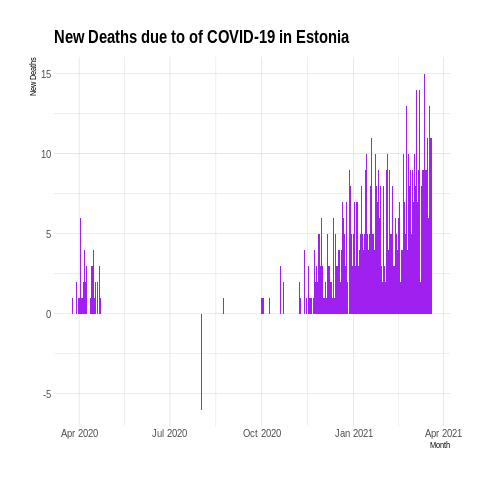 New Deaths due to of COVID-19 in Estonia
New Deaths
15
10
5
0
-5
Apr 2020 Jul 2020 Oct 2020 Jan 2021 Apr 2021
Month